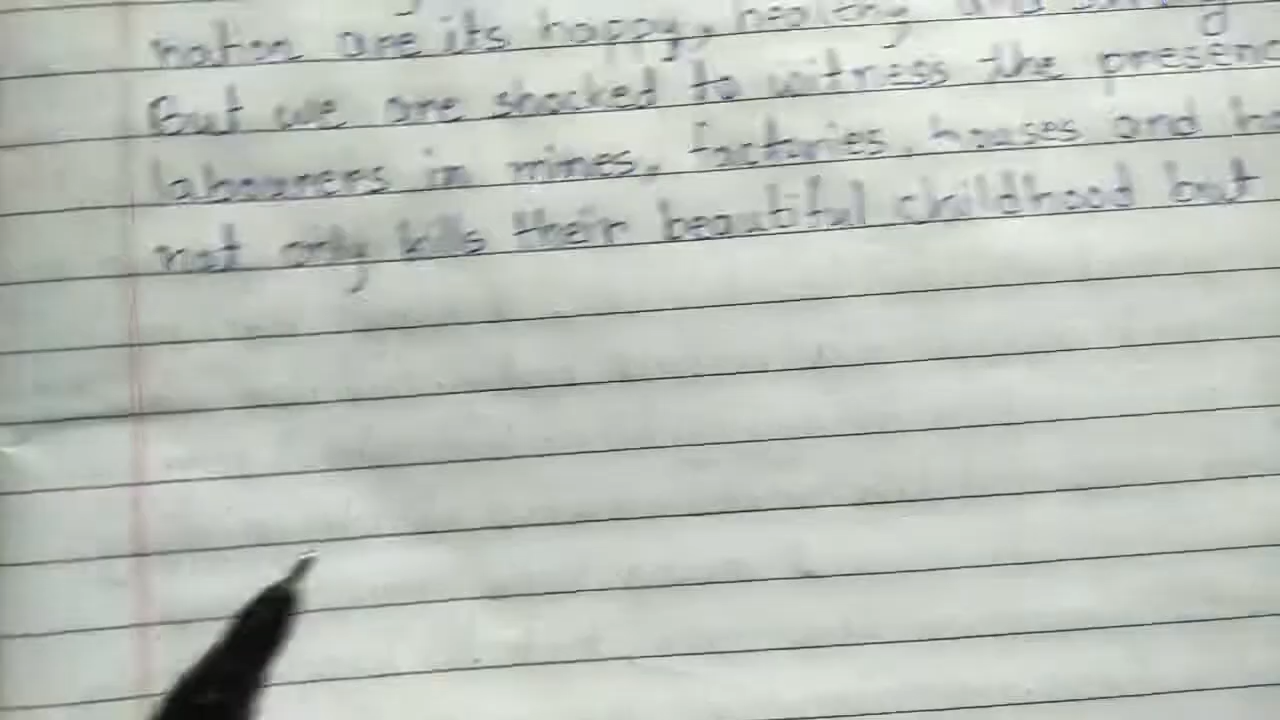 nation are its happy, healthy and
But we are shocked to witness the
labourers in mines, factories, houses and
not only kills their beautiful childhood but